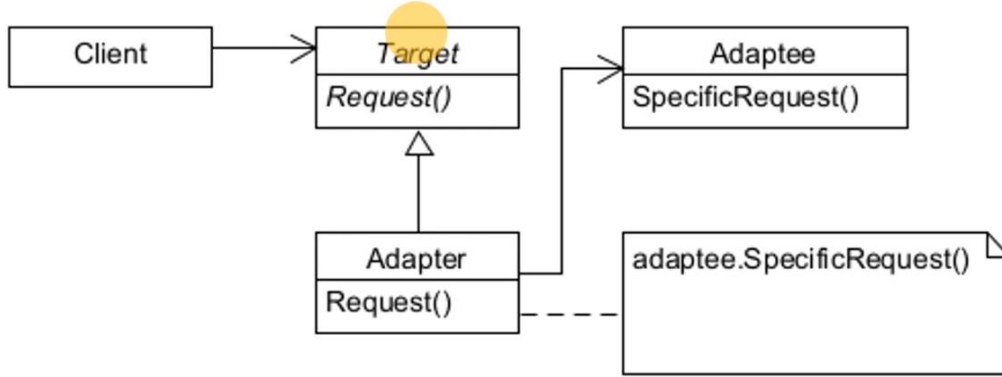 Client
Target
Request()
Adaptee
SpecificRequest()
Adapter
Request()
adaptee.SpecificRequest()